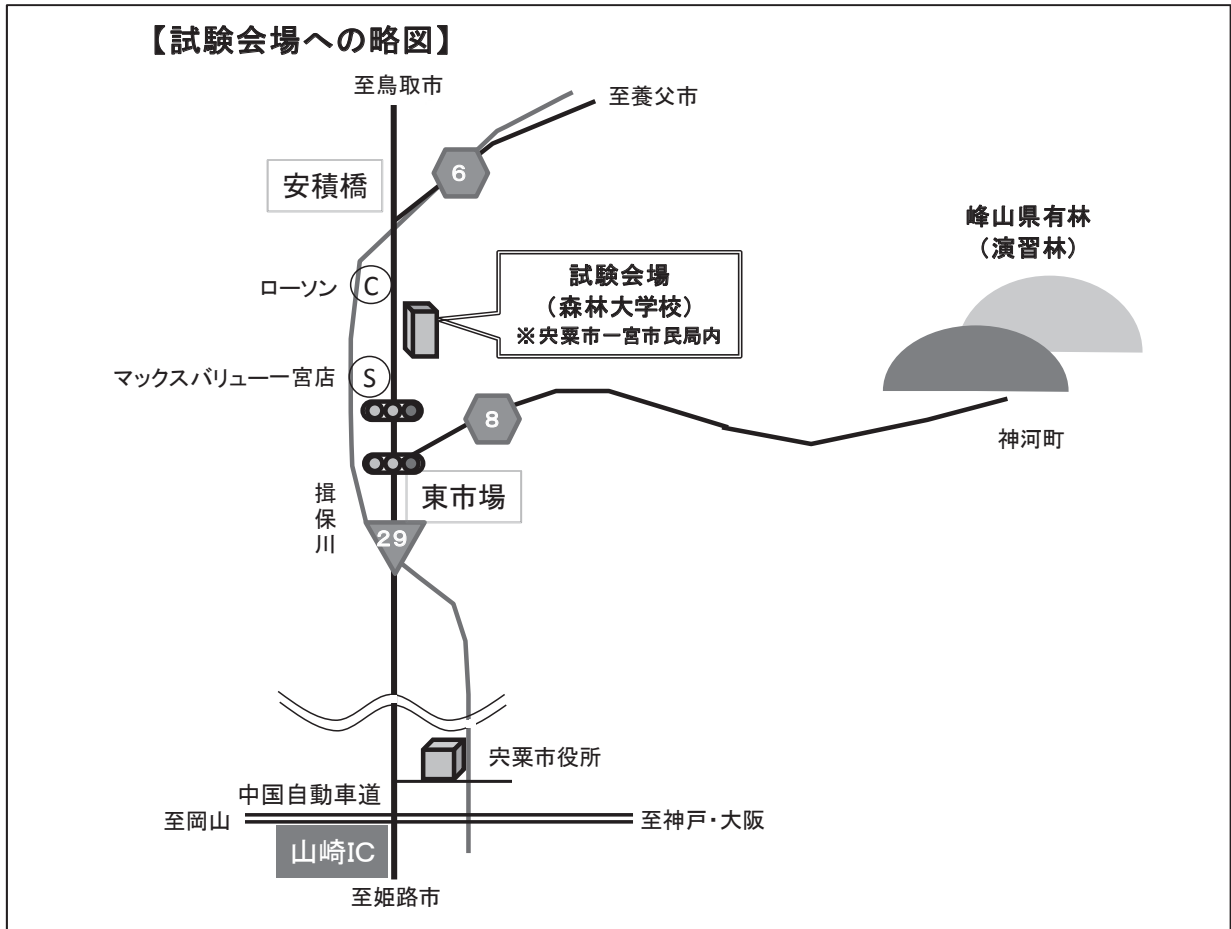 【試験会場への略図】
至鳥取市
至養父市
6
安積橋
峰山県有林
(演習林)
試験会場
(森林大学校)
※宍粟市一宮市民局内
ローソン
C
マックスバリュー一宮店
S
8
神河町
東市場
揖保川
29
宍粟市役所
中国自動車道
至岡山
至神戸・大阪
山崎IC
至姫路市